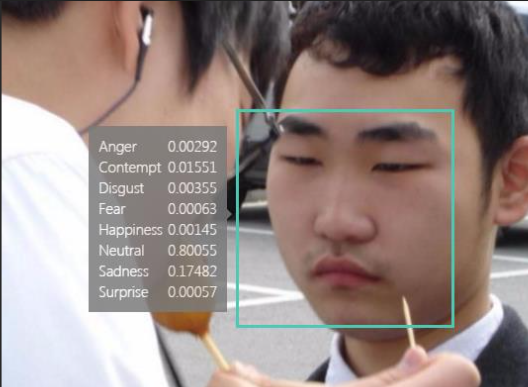 Anger 0.00292
Contempt 0.01551
Disgust 0.00355
Fear 0.00063
Happiness 0.00145
Neutral 0.80055
Sadness 0.17482
Surprise 0.00057